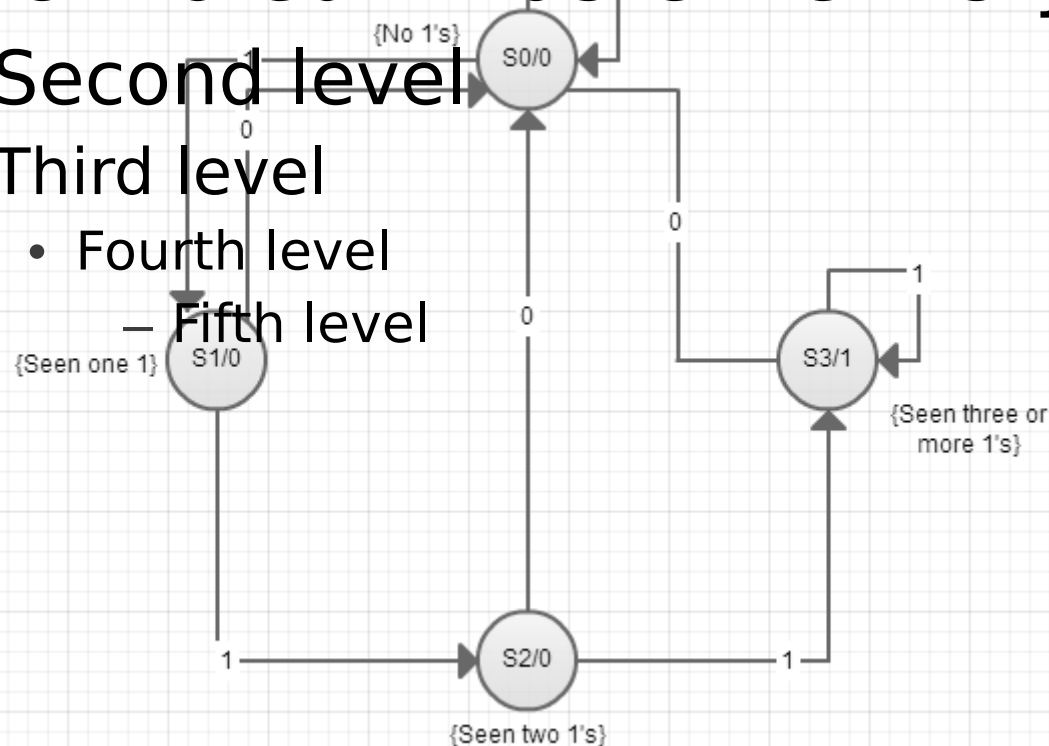 {No 1's}
S0/0
1
Second level
0
Third level
0
Fourth level
1
0
– Fifth level
{Seen one 1}
S1/0
S3/1
{Seen three or
more 1's}
1
S2/0
1
{Seen two 1's}